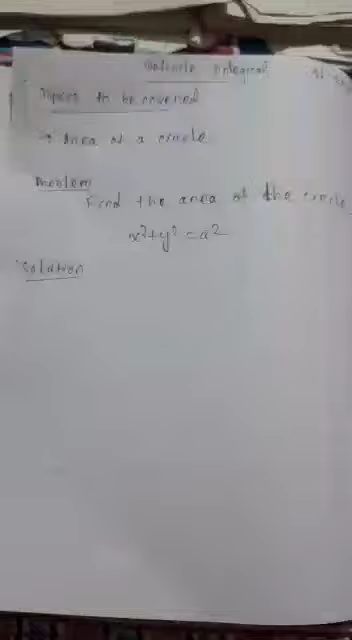 Definite integral
Topics to be covered
→ Area of a circle
Problem
Find the area of the circle
x²+y² = a²
Solution